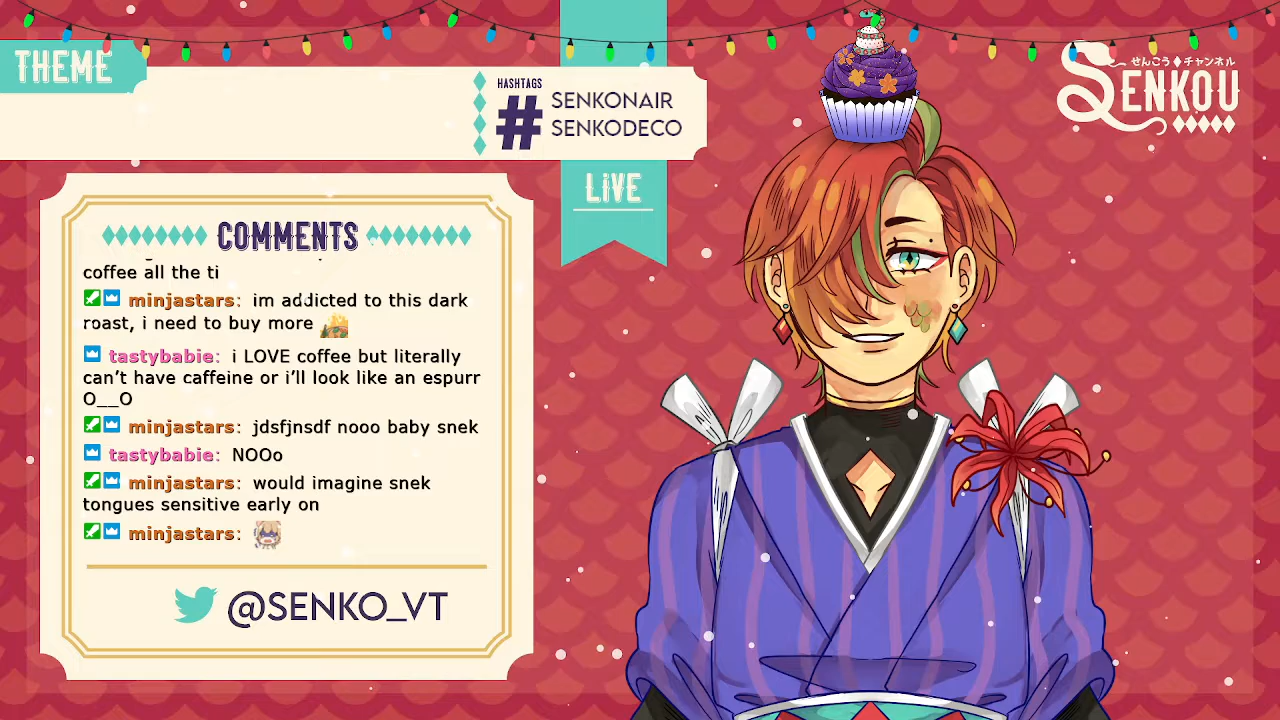 THEME
HASHTAGS
#
SENKONAIR
SENKODECO
せんこう♦チャンネル
SENKOU
LIVE
COMMENTS
coffee all the ti
minjastars: im addicted to this dark
roast, i need to buy more
tastybabie: i LOVE coffee but literally
can't have caffeine or i'll look like an espurr
O__O
minjastars: jdsfjnsdf nooo baby snek
tastybabie: NOOo
minjastars: would imagine snek
tongues sensitive early on
minjastars:
@SENKO_VT